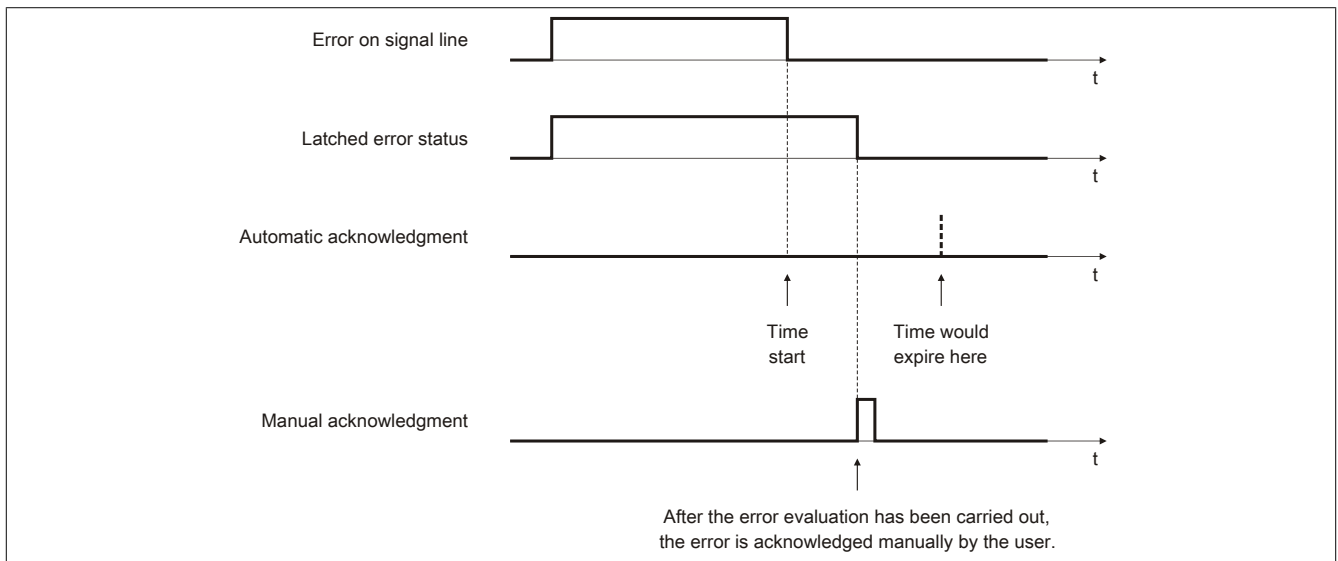 Error on signal line
t
Latched error status
t
Automatic acknowledgment
t
Time
start
Time would
expire here
Manual acknowledgment
t
After the error evaluation has been carried out,
the error is acknowledged manually by the user.